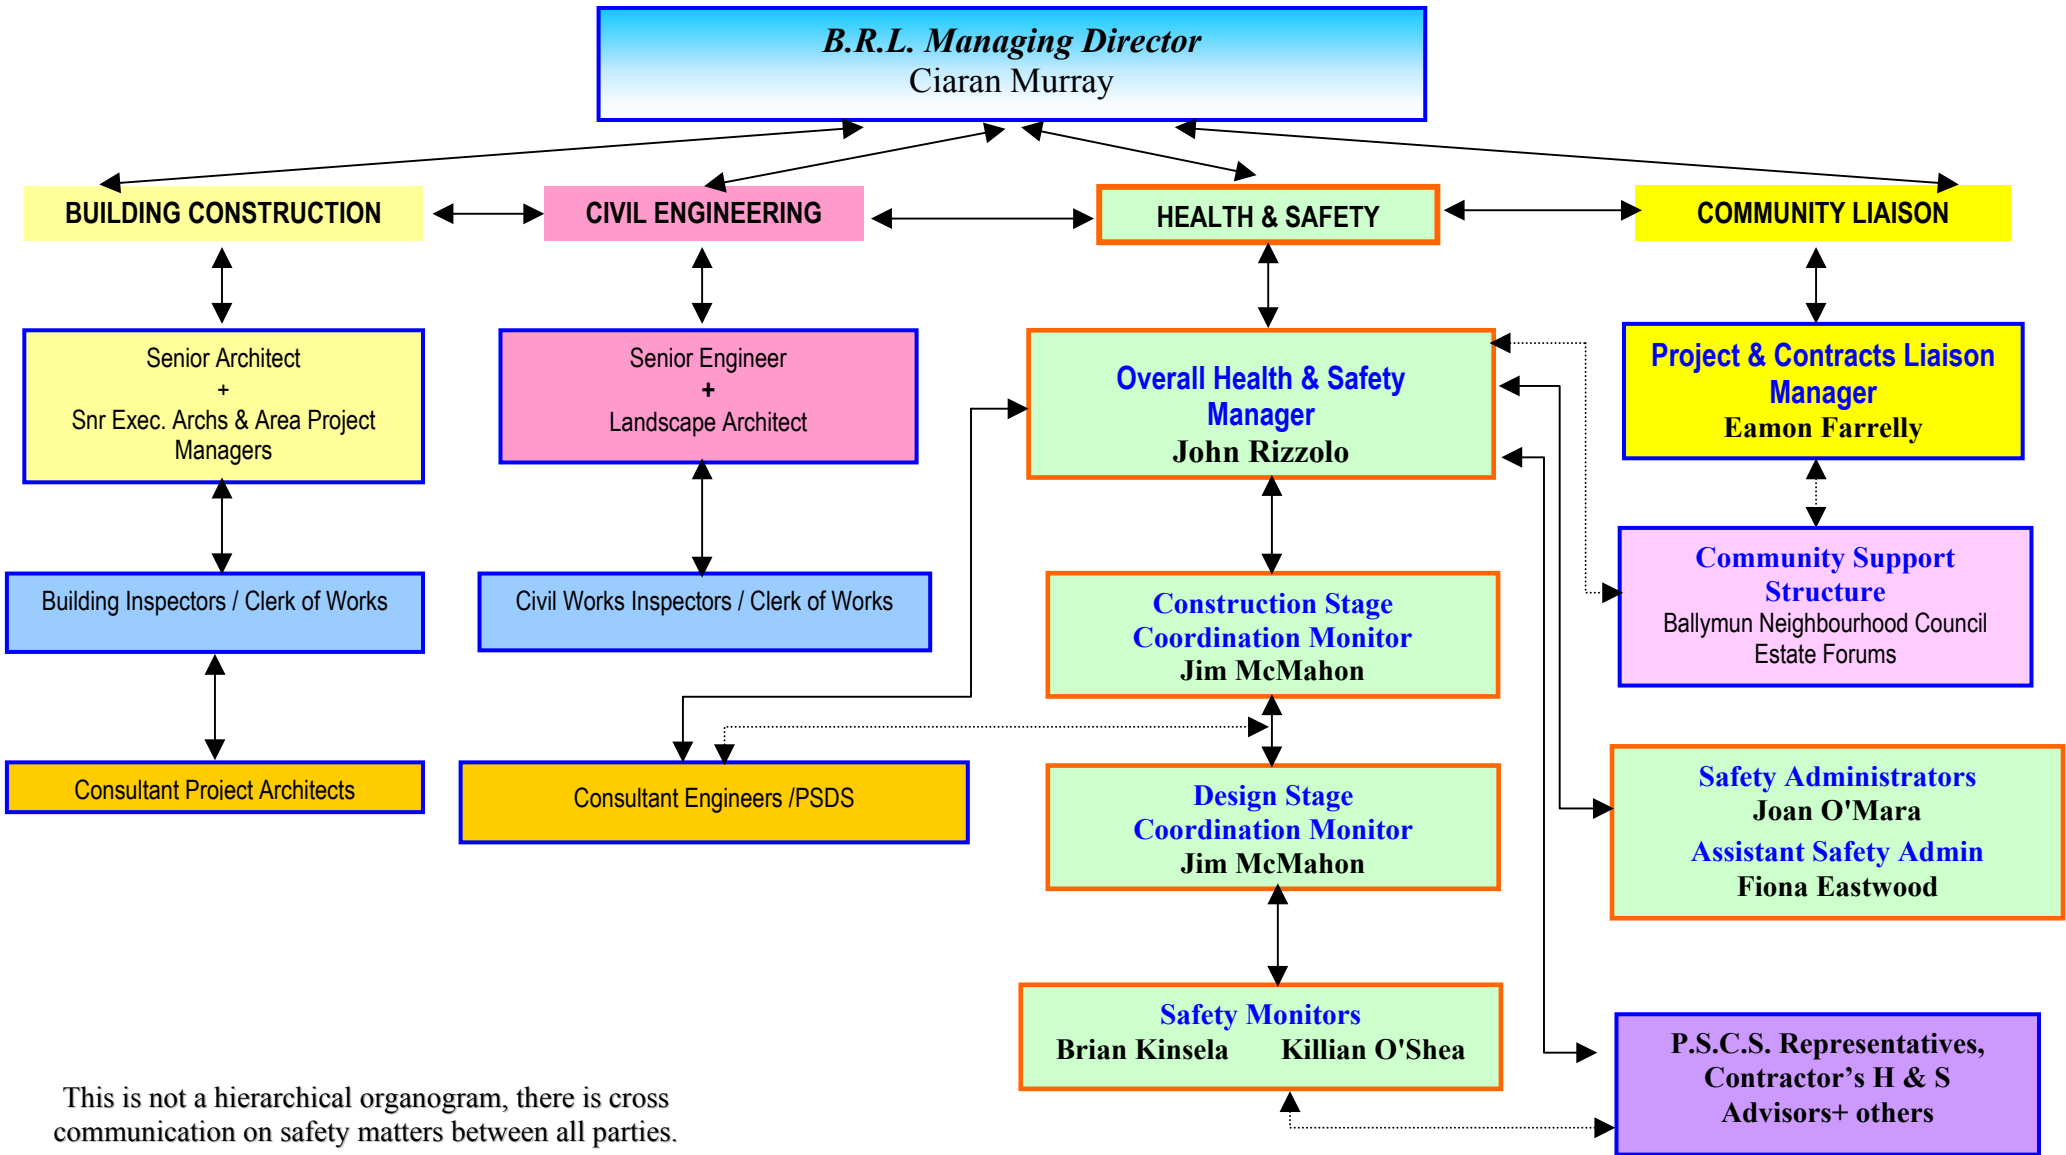 B.R.L. Managing Director
Ciaran Murray
BUILDING CONSTRUCTION
CIVIL ENGINEERING
HEALTH & SAFETY
COMMUNITY LIAISON
Senior Architect
+
Snr Exec. Archs & Area Project
Managers
Senior Engineer
+
Landscape Architect
Overall Health & Safety
Manager
John Rizzolo
Project & Contracts Liaison
Manager
Eamon Farrelly
Building Inspectors / Clerk of Works
Civil Works Inspectors / Clerk of Works
Construction Stage
Coordination Monitor
Jim McMahon
Community Support
Structure
Ballymun Neighbourhood Council
Estate Forums
Consultant Project Architects
Consultant Engineers /PSDS
Design Stage
Coordination Monitor
Jim McMahon
Safety Administrators
Joan O'Mara
Assistant Safety Admin
Fiona Eastwood
Safety Monitors
Brian Kinsela Killian O'Shea
P.S.C.S. Representatives,
Contractor’s H & S
Advisors+ others
This is not a hierarchical organogram, there is cross
communication on safety matters between all parties.